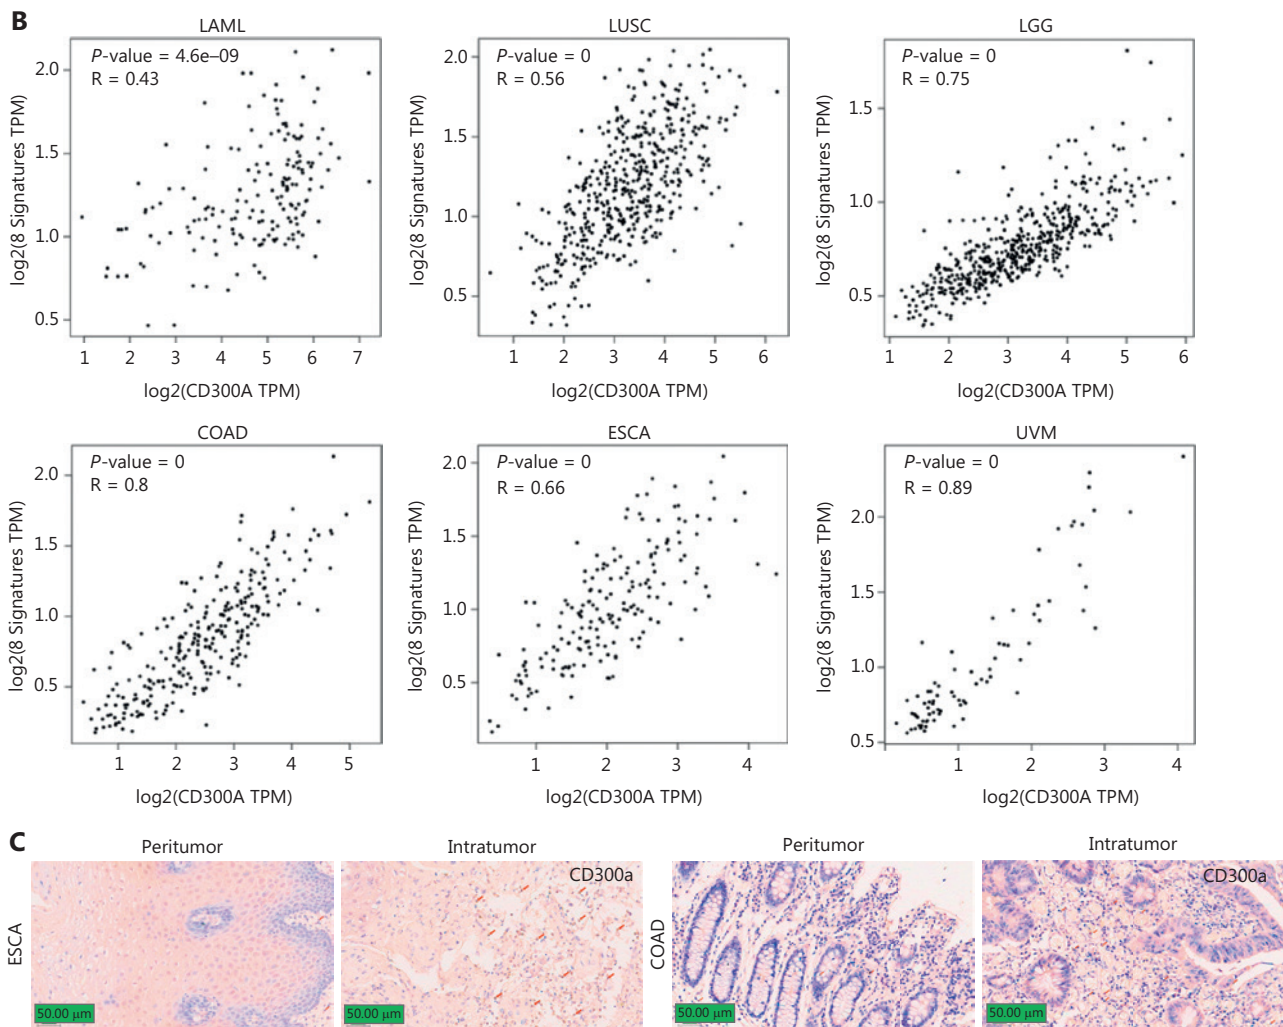 B
LAML
P-value = 4.6e–09
R = 0.43
log2(8 Signatures TPM)
2.0
1.5
1.0
0.5
1 2 3 4 5 6 7
log2(CD300A TPM)
LUSC
P-value = 0
R = 0.56
log2(8 Signatures TPM)
2.0
1.5
1.0
0.5
1 2 3 4 5 6
log2(CD300A TPM)
LGG
P-value = 0
R = 0.75
log2(8 Signatures TPM)
1.5
1.0
0.5
1 2 3 4 5 6
log2(CD300A TPM)
COAD
P-value = 0
R = 0.8
log2(8 Signatures TPM)
2.0
1.5
1.0
0.5
1 2 3 4 5
log2(CD300A TPM)
ESCA
P-value = 0
R = 0.66
log2(8 Signatures TPM)
2.0
1.5
1.0
0.5
1 2 3 4
log2(CD300A TPM)
UVM
P-value = 0
R = 0.89
log2(8 Signatures TPM)
2.0
1.5
1.0
0.5
1 2 3 4
log2(CD300A TPM)
C
Peritumor
Intratumor
ESCA
CD300a
50.00 μm
50.00 μm
Peritumor
Intratumor
COAD
CD300a
50.00 μm
50.00 μm